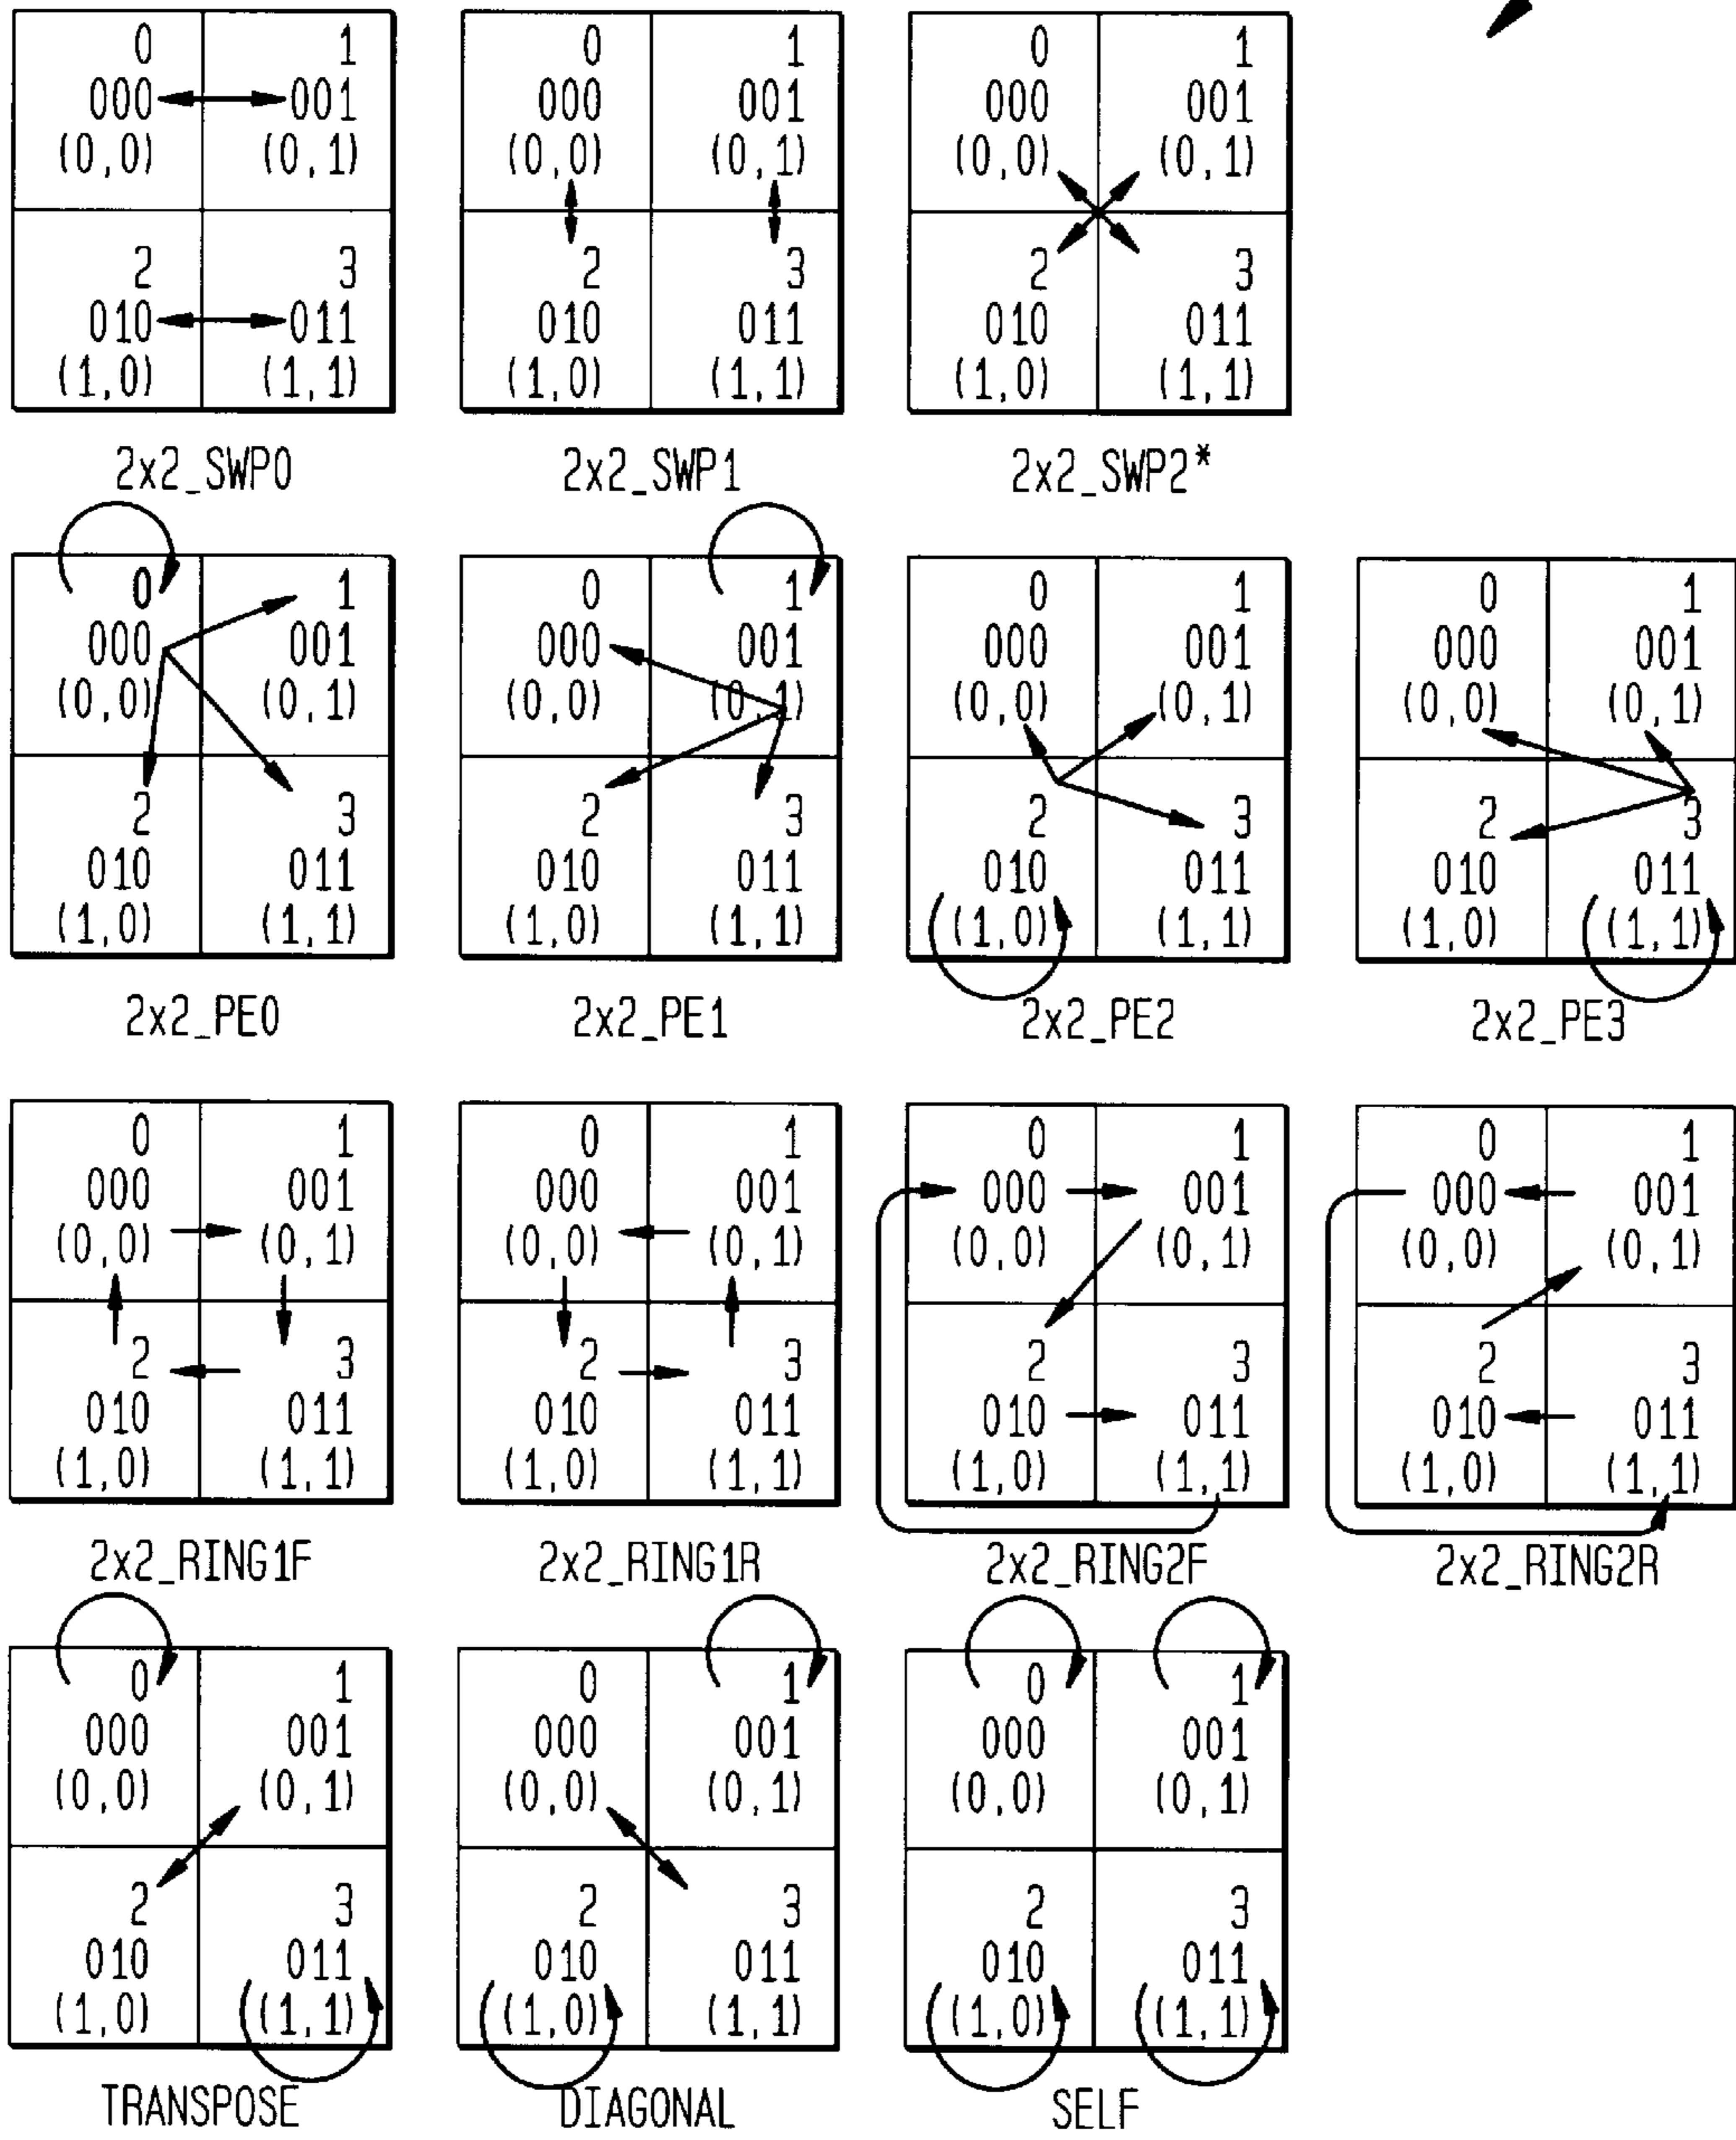 0 1 0 1 0 1
000 001 000 001 000 001
(0,0) (0,1) (0,0) (0,1) (0,0) (0,1)
2 3 2 3 2 3
010 011 010 011 010 011
(1,0) (1,1) (1,0) (1,1) (1,0) (1,1)
2x2_SWP0 2x2_SWP1 2x2_SWP2*
0 1 0 1 0 1 0 1
000 001 000 001 000 001 000 001
(0,0) (0,1) (0,0) (0,1) (0,0) (0,1) (0,0) (0,1)
2 3 2 3 2 3 2 3
010 011 010 011 010 011 010 011
(1,0) (1,1) (1,0) (1,1) (1,0) (1,1) (1,0) (1,1)
2x2_PE0 2x2_PE1 2x2_PE2 2x2_PE3
0 1 0 1 0 1 0 1
000 001 000 001 000 001 000 001
(0,0) (0,1) (0,0) (0,1) (0,0) (0,1) (0,0) (0,1)
2 3 2 3 2 3 2 3
010 011 010 011 010 011 010 011
(1,0) (1,1) (1,0) (1,1) (1,0) (1,1) (1,0) (1,1)
2x2_RING1F 2x2_RING1R 2x2_RING2F 2x2_RING2R
0 1 0 1 0 1
000 001 000 001 000 001
(0,0) (0,1) (0,0) (0,1) (0,0) (0,1)
2 3 2 3 2 3
010 011 010 011 010 011
(1,0) (1,1) (1,0) (1,1) (1,0) (1,1)
TRANSPOSE DIAGONAL SELF